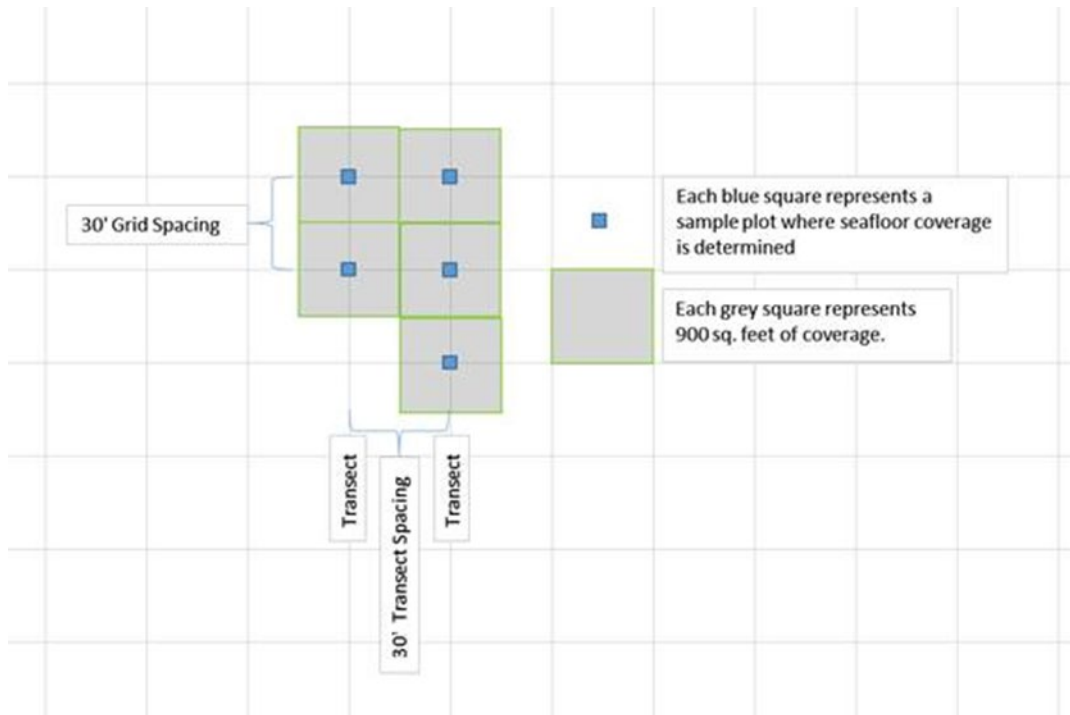 30' Grid Spacing
Each blue square represents a
sample plot where seafloor coverage
is determined
Each grey square represents
900 sq. feet of coverage.
Transect
30' Transect Spacing
Transect